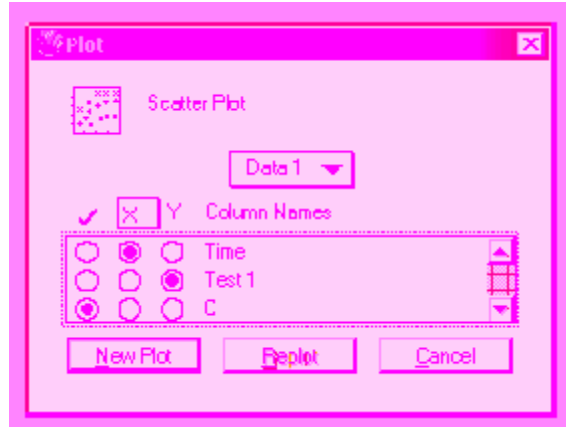 Plot
Scatter Plot
Data 1
X Y Column Names
Time
Test 1
C
New Plot Replot Cancel